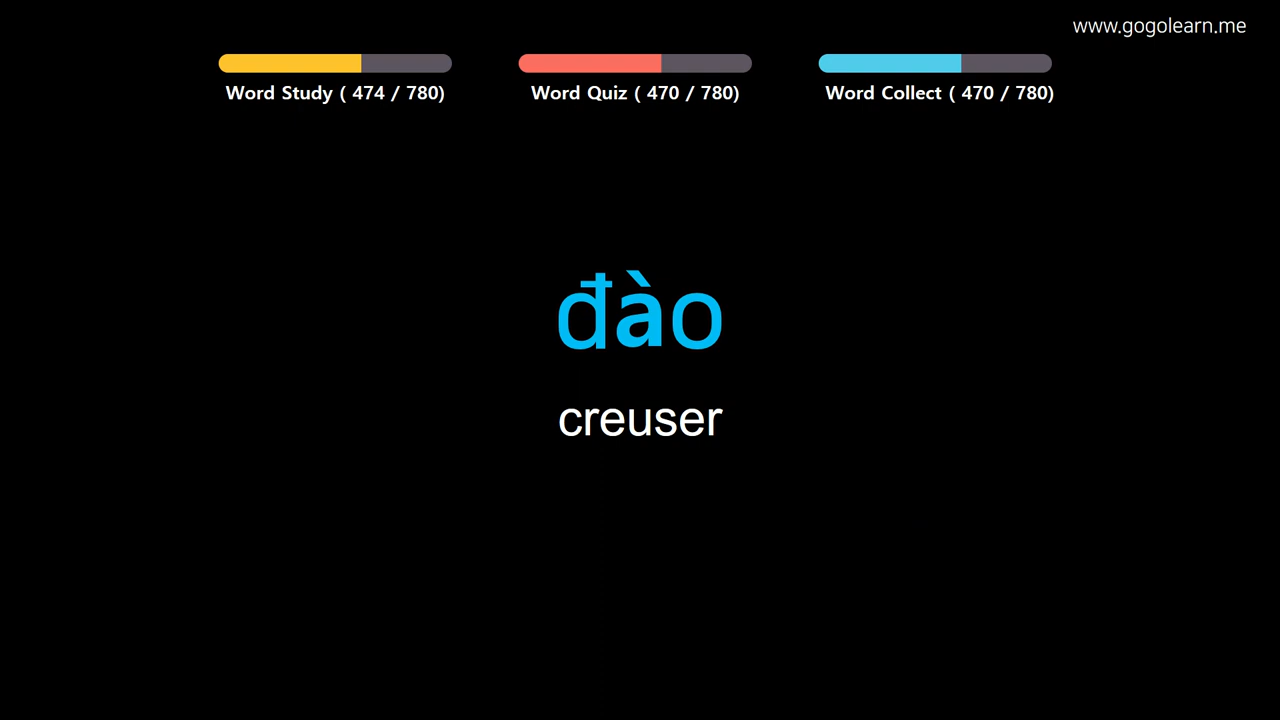 www.gogolearn.me
Word Study ( 474 / 780)
Word Quiz ( 470 / 780)
Word Collect ( 470 / 780)
đào
creuser